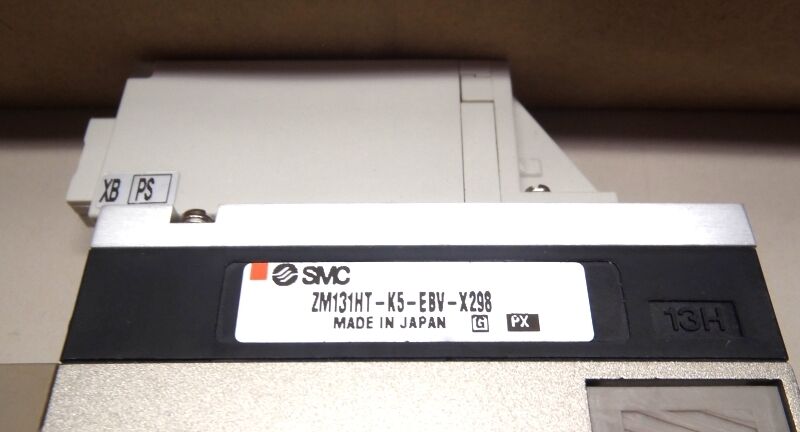 XB PS
SMC
ZM131HT-K5-EBV-X298
MADE IN JAPAN G PX
13H